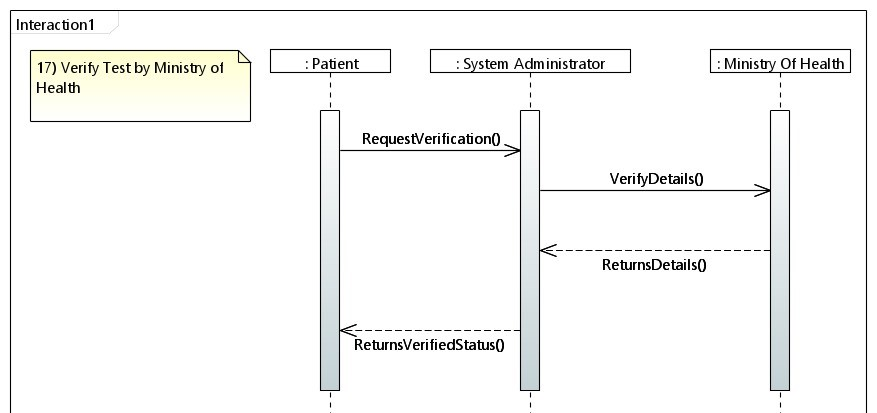 Interaction1
17) Verify Test by Ministry of
Health
: Patient
: System Administrator
: Ministry Of Health
RequestVerification()
VerifyDetails()
ReturnsDetails()
ReturnsVerifiedStatus()